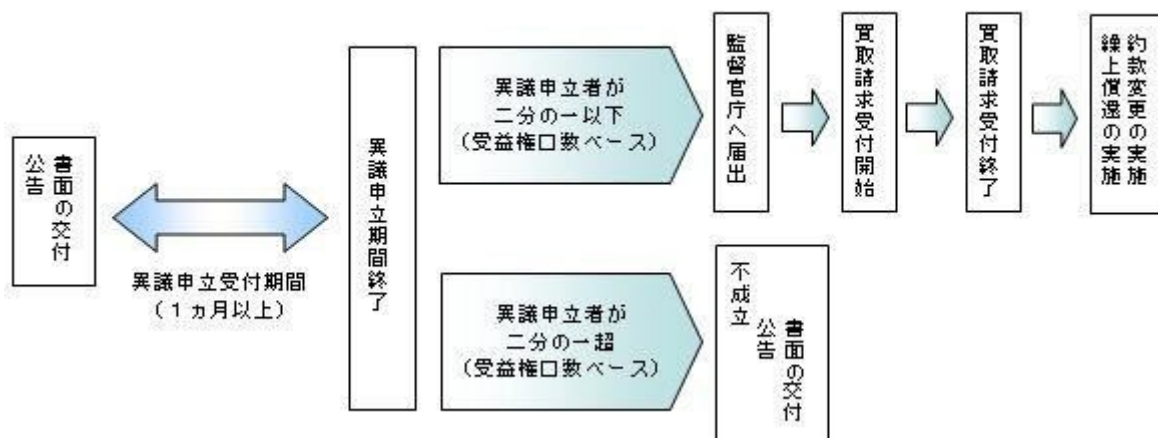 書面の交付
公告
異議申立受付期間
（１ヵ月以上）
異議申立期間終了
異議申立者が
二分の一以下
（受益権口数ベース）
監督官庁へ届出
買取請求受付開始
買取請求受付終了
約款変更の実施
繰上償還の実施
異議申立者が
二分の一超
（受益権口数ベース）
不成立
書面の交付
公告